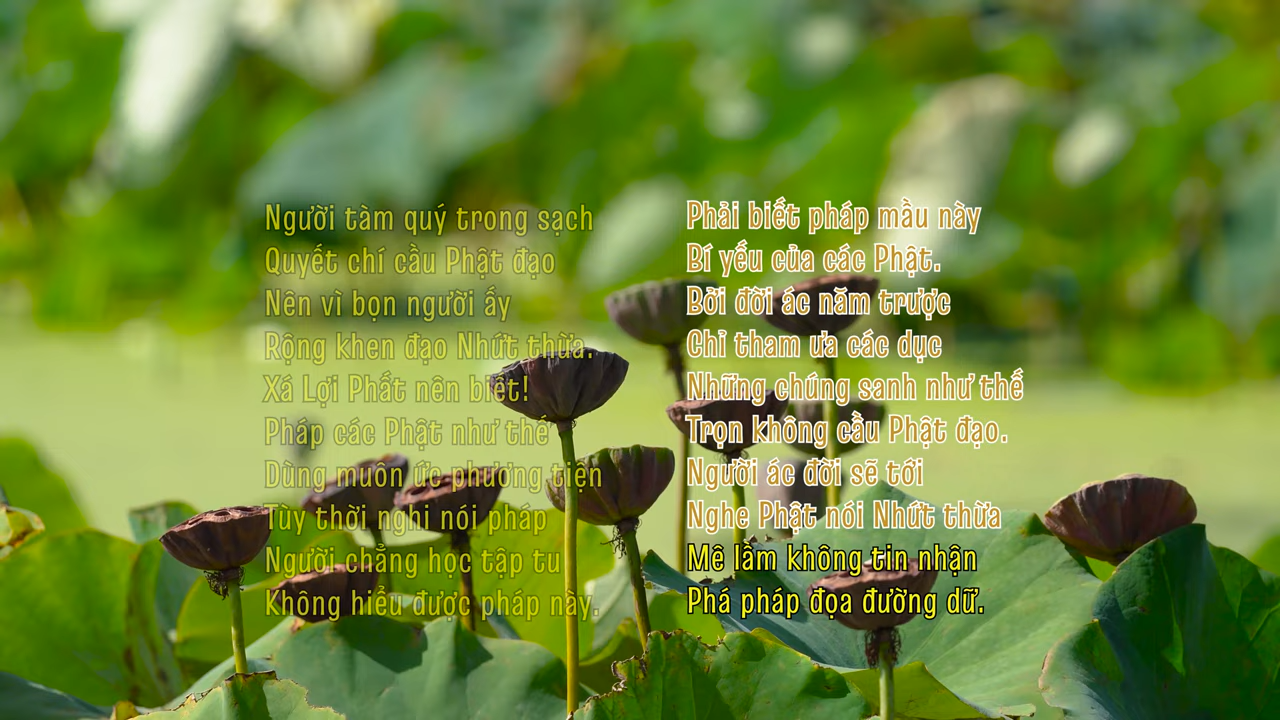 Người tàm quý trong sạch
Quyết chí cầu Phật đạo
Nên vì bọn người ấy
Rộng khen đạo Nhứt thừa.
Xá Lợi Phất nên biết!
Pháp các Phật như thế
Dùng muôn ức phương tiện
Tùy thời nghi nói pháp
Người chẳng học tập tu
Không hiểu được pháp này.
Phải biết pháp mầu này
Bí yếu của các Phật.
Bởi đời ác năm trược
Chỉ tham ưa các dục
Những chúng sanh như thế
Trọn không cầu Phật đạo.
Người ác đời sẽ tới
Nghe Phật nói Nhứt thừa
Mê lầm không tin nhận
Phá pháp đọa đường dữ.